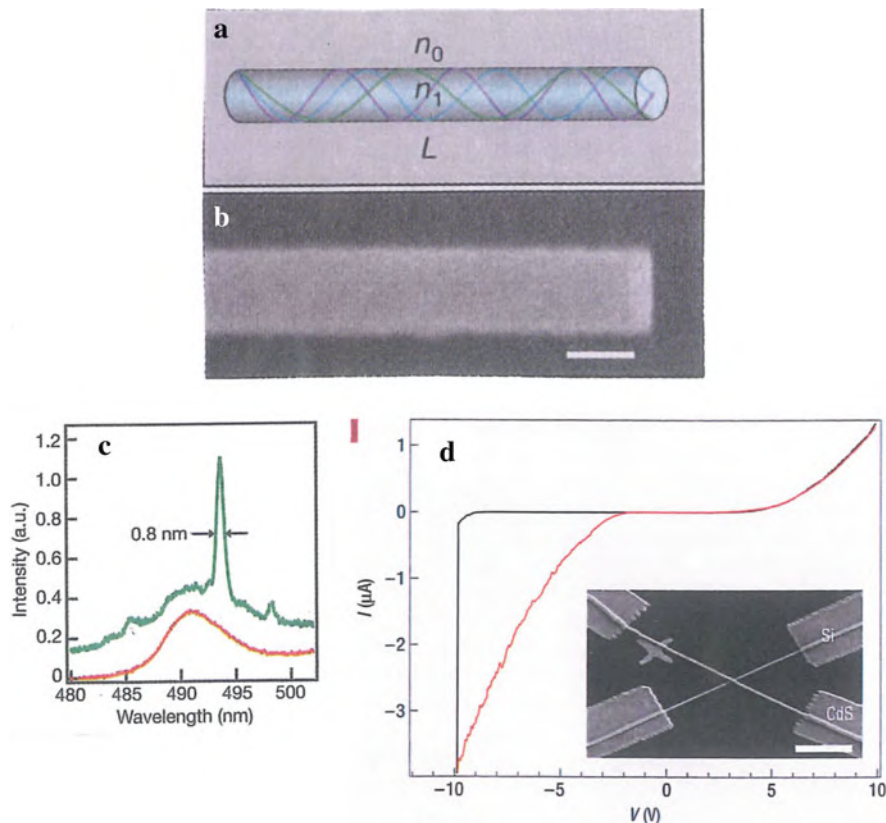 a
n0
n1
L
b
c
1.2
1.0
0.8
0.6
0.4
0.2
0
0.8 nm
Intensity (a.u.)
480 485 490 495 500
Wavelength (nm)
d
1
0
−1
−2
−3
I (μA)
Si
CdS
−10 −5 0 5 10
V (V)